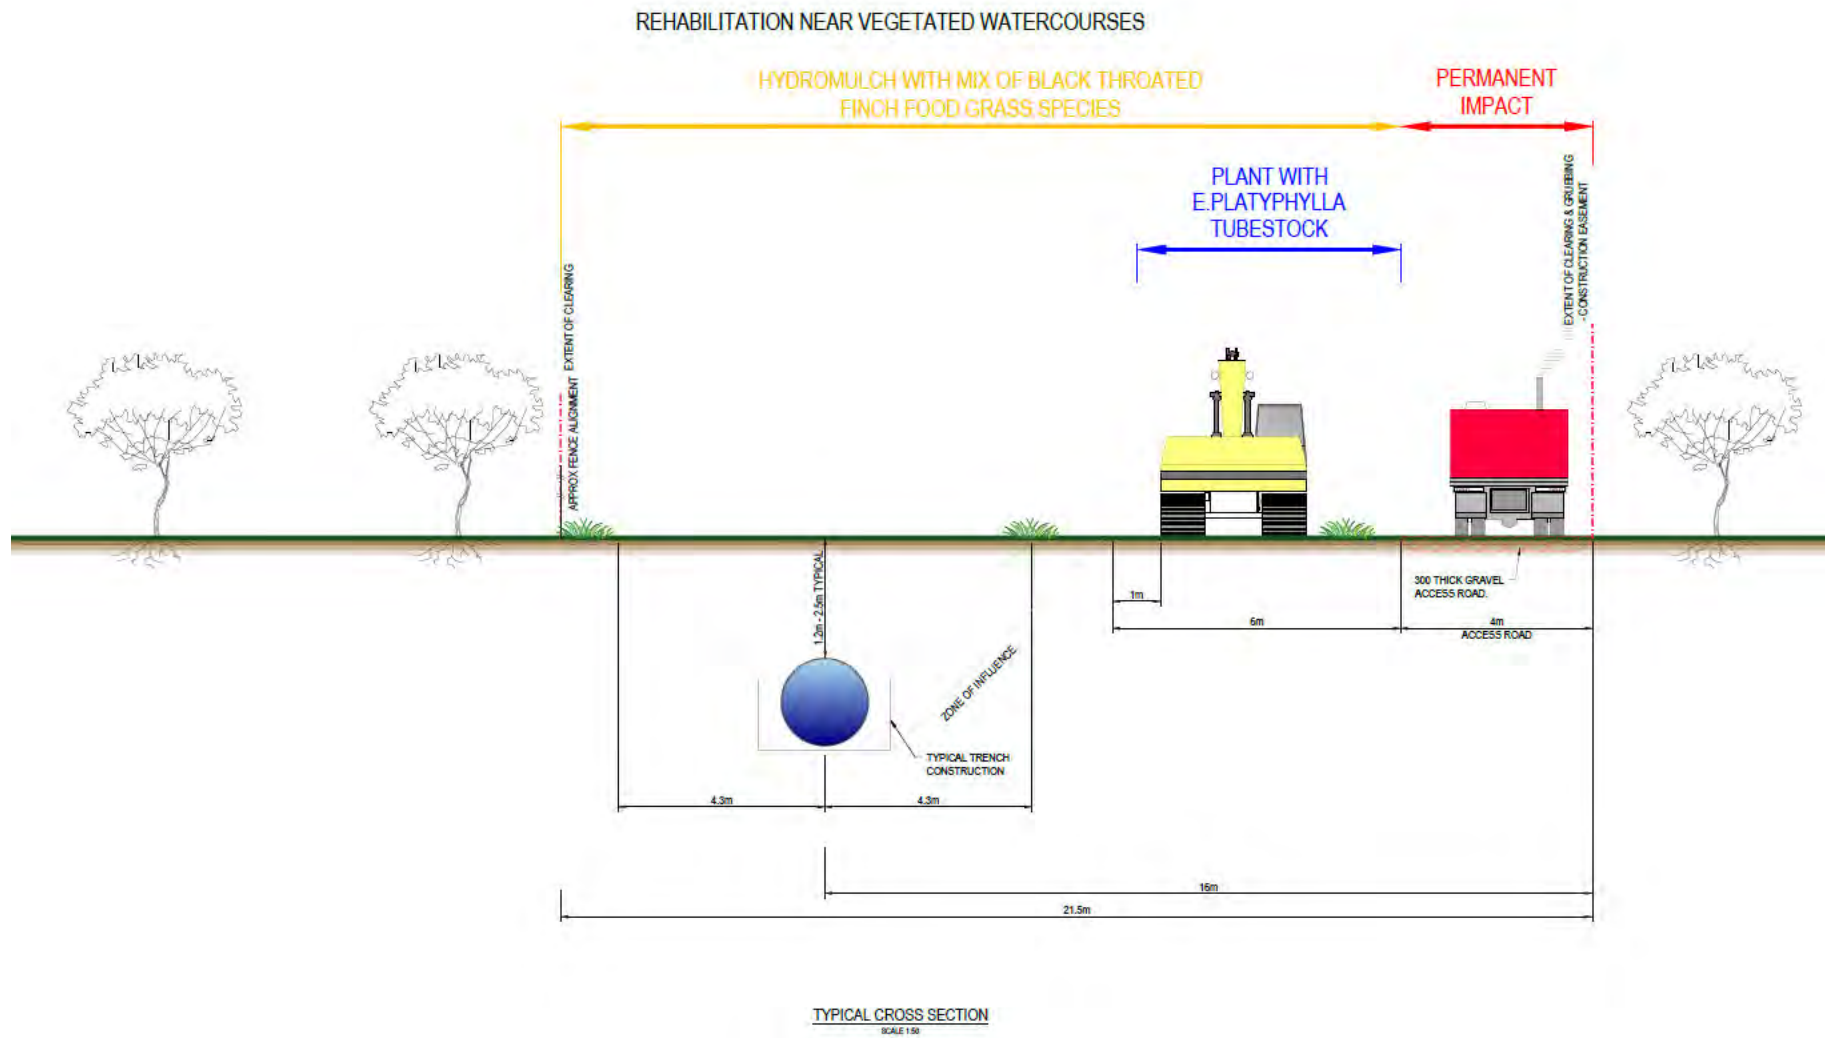 REHABILITATION NEAR VEGETATED WATERCOURSES
HYDROMULCH WITH MIX OF BLACK THROATED
FINCH FOOD GRASS SPECIES
PERMANENT
IMPACT
PLANT WITH
E.PLATYPHYLLA
TUBESTOCK
EXTENT OF CLEARING & GRUBBING
- CONSTRUCTION EASEMENT
APPROX FENCE ALIGNMENT EXTENT OF CLEARING
1.2m - 2.5m TYPICAL
300 THICK GRAVEL
ACCESS ROAD.
1m
6m
4m
ACCESS ROAD
ZONE OF INFLUENCE
TYPICAL TRENCH
CONSTRUCTION
4.3m
4.3m
16m
21.5m
TYPICAL CROSS SECTION
SCALE 1:50